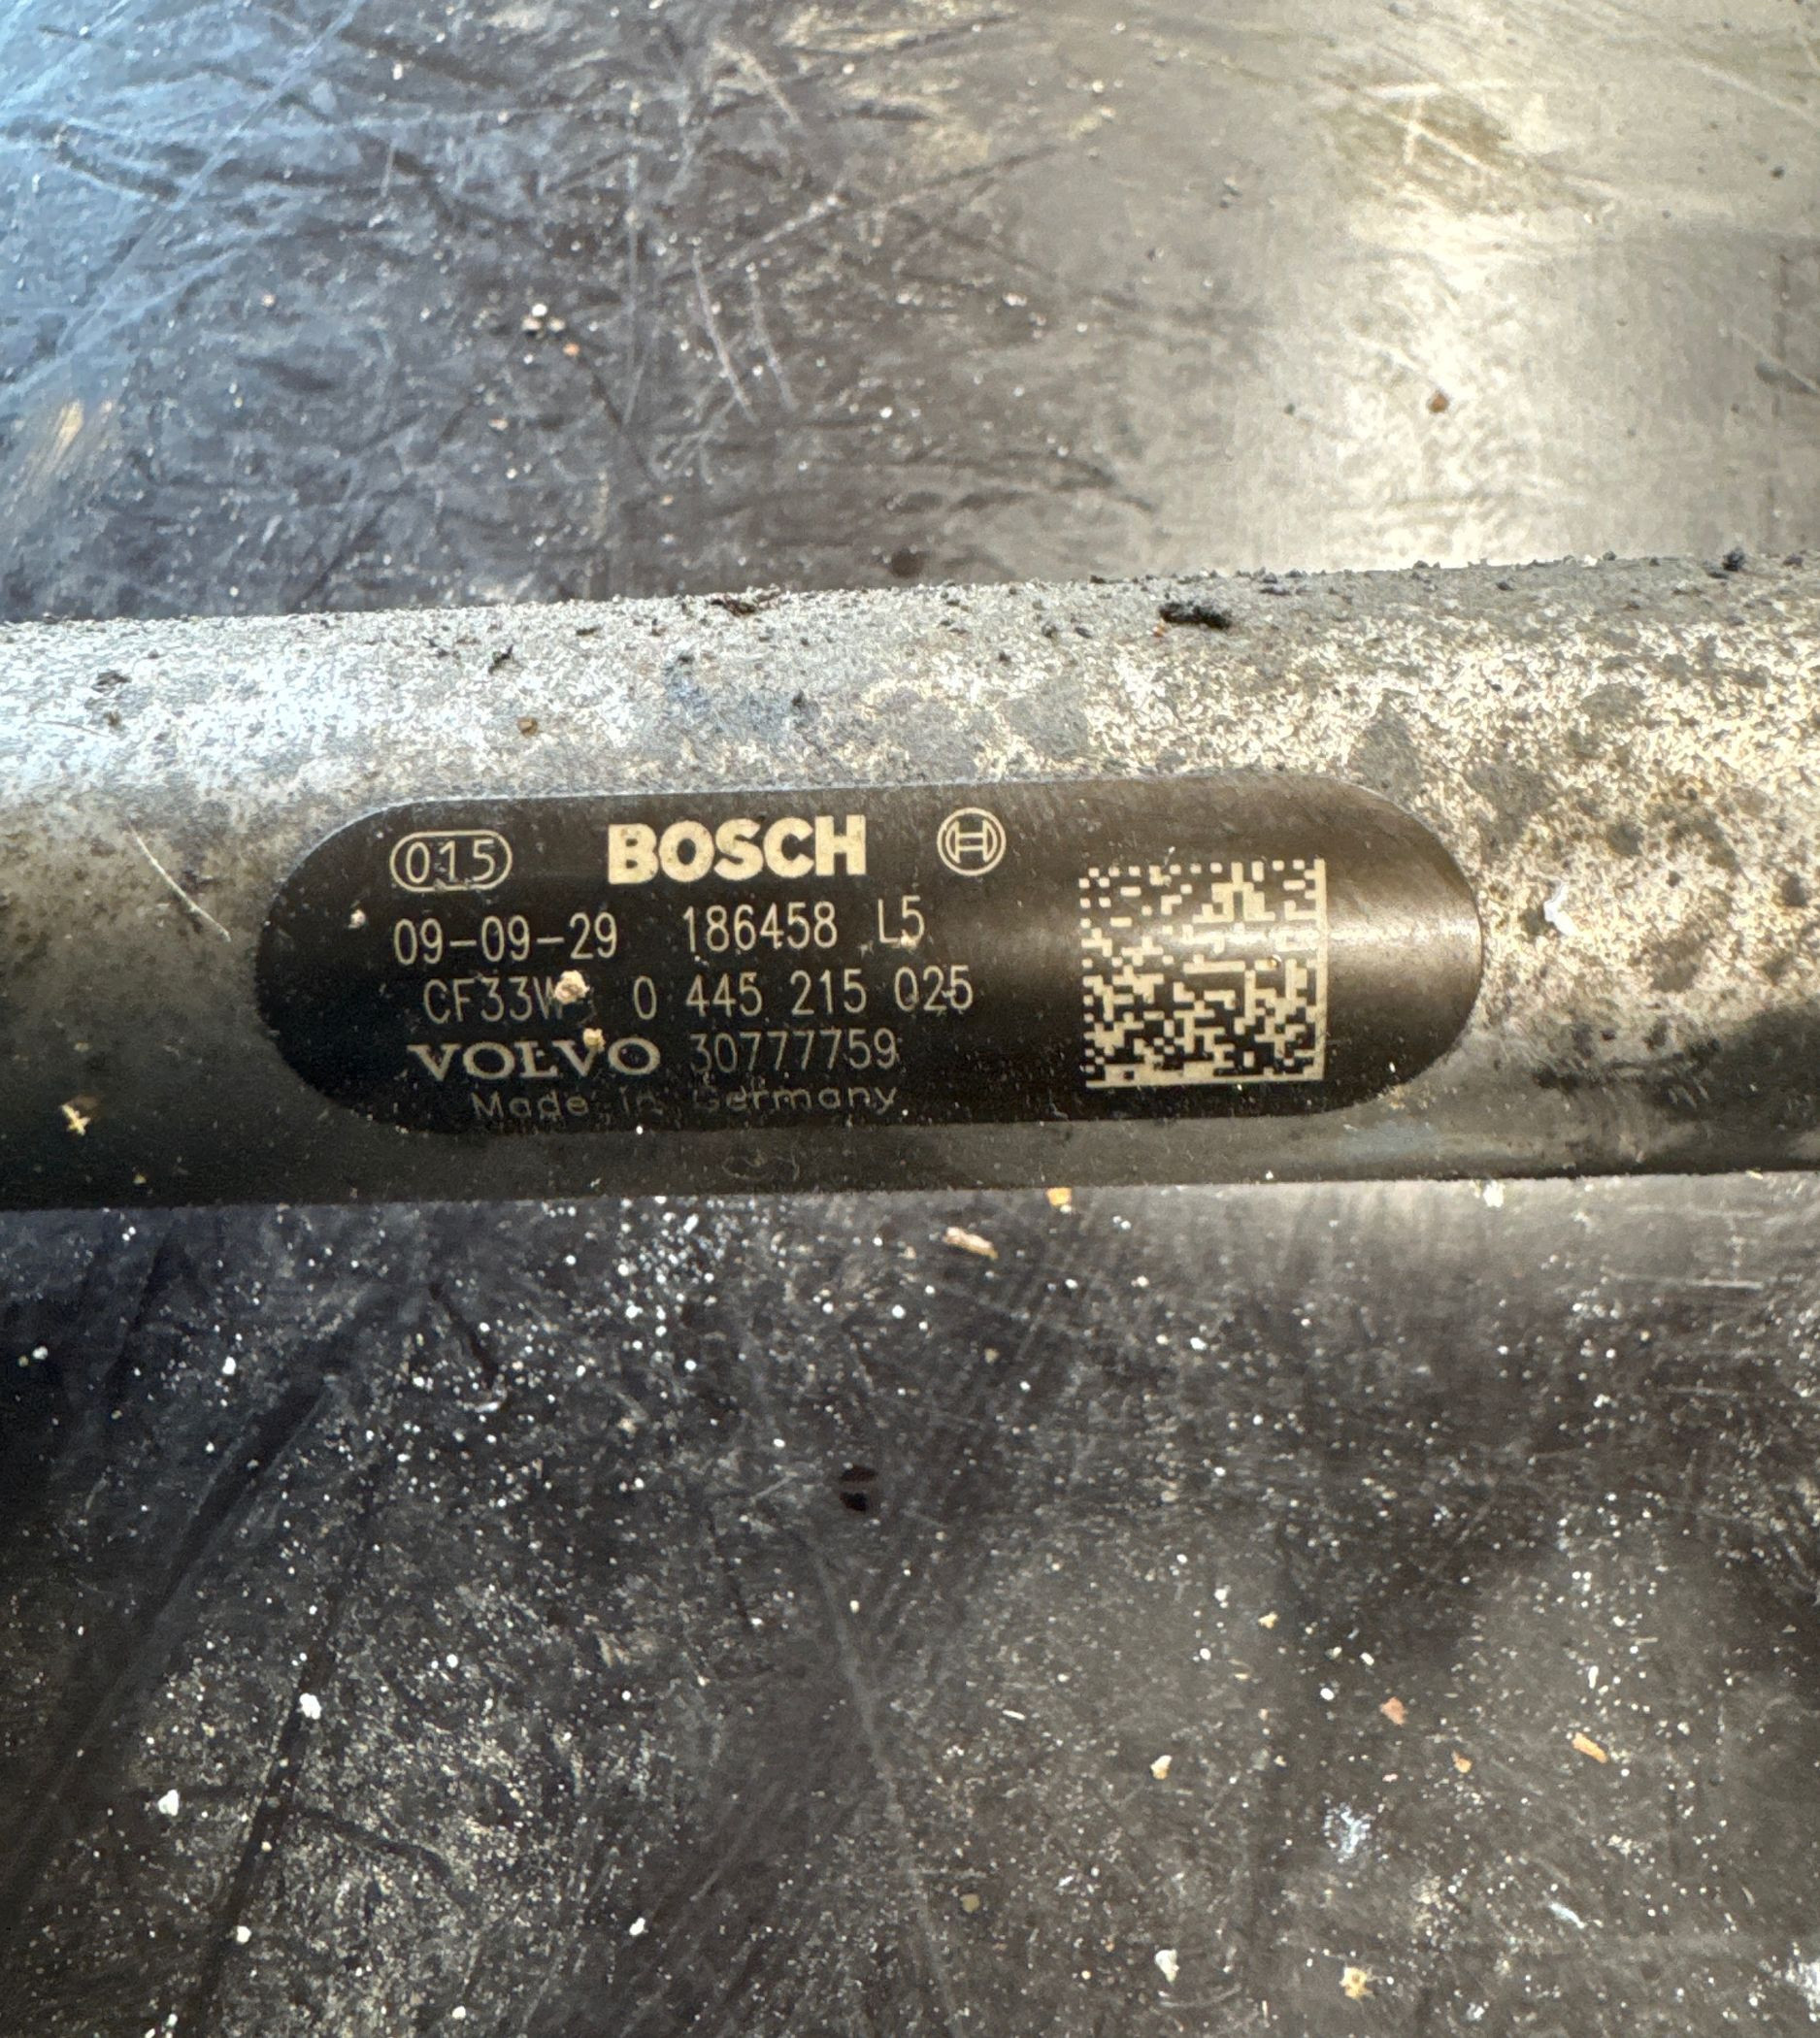 015 BOSCH
09-09-29 186458 L5
CF33W 0 445 215 025
VOLVO 30777759
Made in Germany